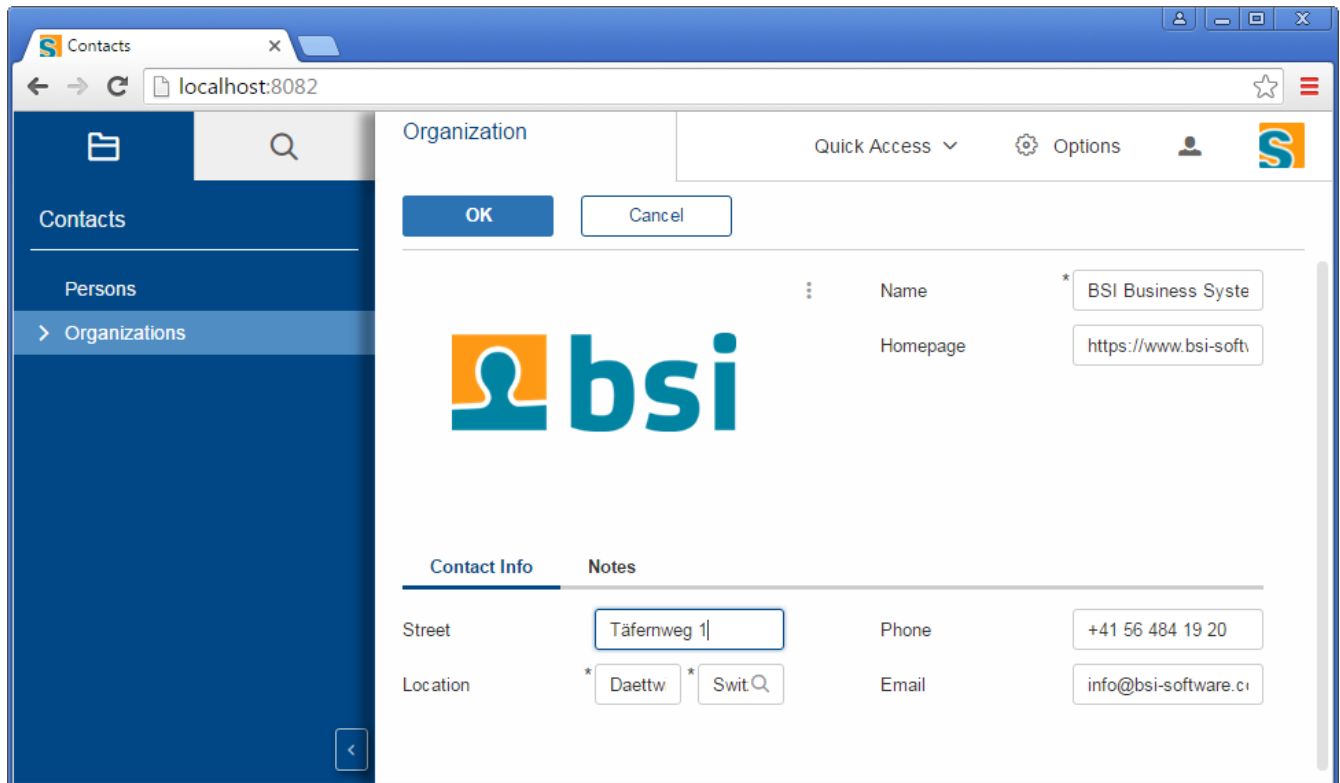 Contacts
localhost:8082
Organization
Quick Access
Options
Contacts
OK
Cancel
Persons
Name
* BSI Business Syste
Organizations
Homepage
https://www.bsi-softw
bsi
Contact Info
Notes
Street
Täfernweg 1
Phone
+41 56 484 19 20
Location
* Daettw
* Swit
Email
info@bsi-software.co